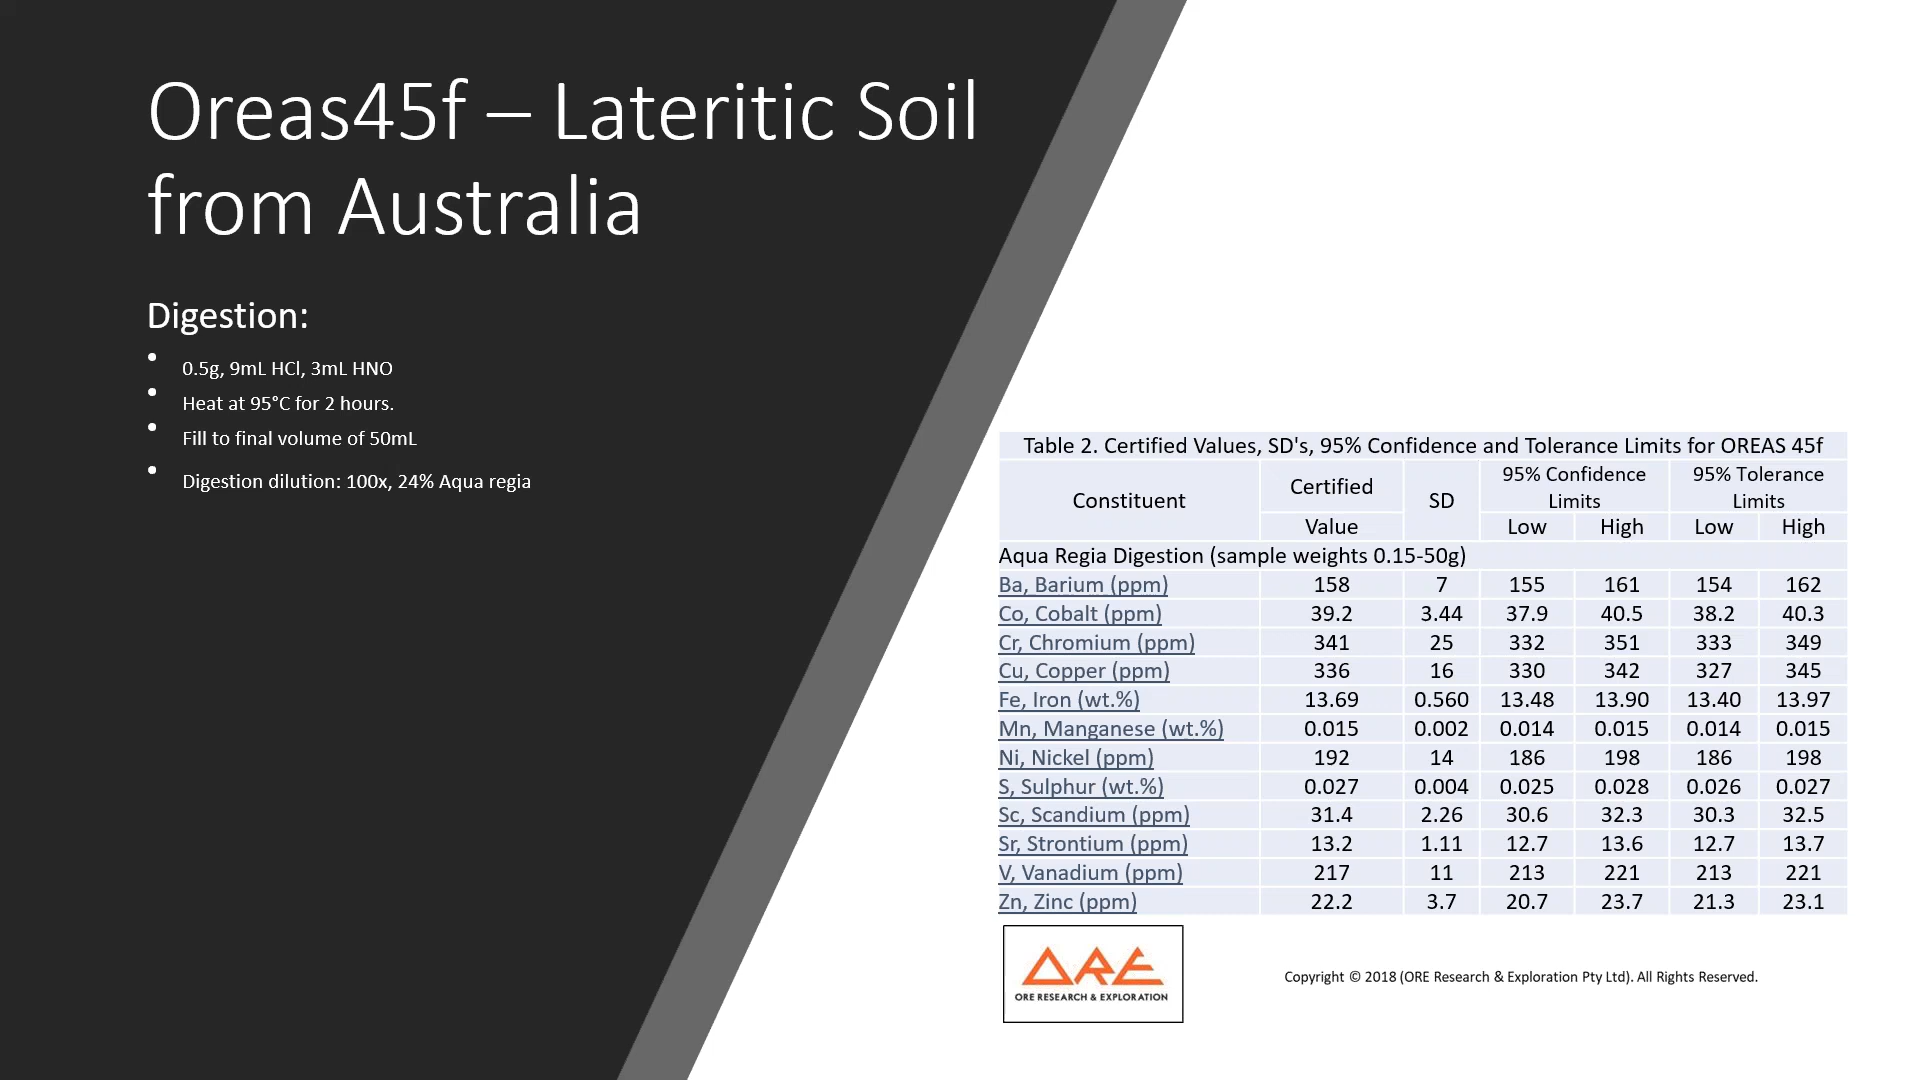 Oreas45f – Lateritic Soil
from Australia
Digestion:
• 0.5g, 9mL HCl, 3mL HNO
• Heat at 95°C for 2 hours.
• Fill to final volume of 50mL
• Digestion dilution: 100x, 24% Aqua regia
Table 2. Certified Values, SD's, 95% Confidence and Tolerance Limits for OREAS 45f
Constituent Certified Value SD 95% Confidence Limits 95% Tolerance Limits
Low High Low High
Aqua Regia Digestion (sample weights 0.15-50g)
Ba, Barium (ppm) 158 7 155 161 154 162
Co, Cobalt (ppm) 39.2 3.44 37.9 40.5 38.2 40.3
Cr, Chromium (ppm) 341 25 332 351 333 349
Cu, Copper (ppm) 336 16 330 342 327 345
Fe, Iron (wt.%) 13.69 0.560 13.48 13.90 13.40 13.97
Mn, Manganese (wt.%) 0.015 0.002 0.014 0.015 0.014 0.015
Ni, Nickel (ppm) 192 14 186 198 186 198
S, Sulphur (wt.%) 0.027 0.004 0.025 0.028 0.026 0.027
Sc, Scandium (ppm) 31.4 2.26 30.6 32.3 30.3 32.5
Sr, Strontium (ppm) 13.2 1.11 12.7 13.6 12.7 13.7
V, Vanadium (ppm) 217 11 213 221 213 221
Zn, Zinc (ppm) 22.2 3.7 20.7 23.7 21.3 23.1
ORE
ORE RESEARCH & EXPLORATION
Copyright © 2018 (ORE Research & Exploration Pty Ltd). All Rights Reserved.